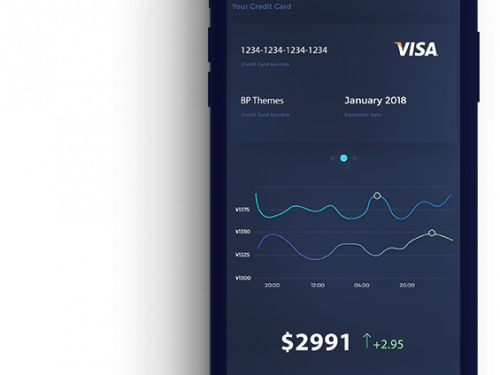 Your Credit Card
1234-1234-1234-1234
VISA
Credit Card Number
BP Themes
January 2018
Credit Card Number
Expiration Date
¥1375
¥1350
¥1325
¥1300
20:00
12:00
04:00
20:00
$2991 ↑+2.95